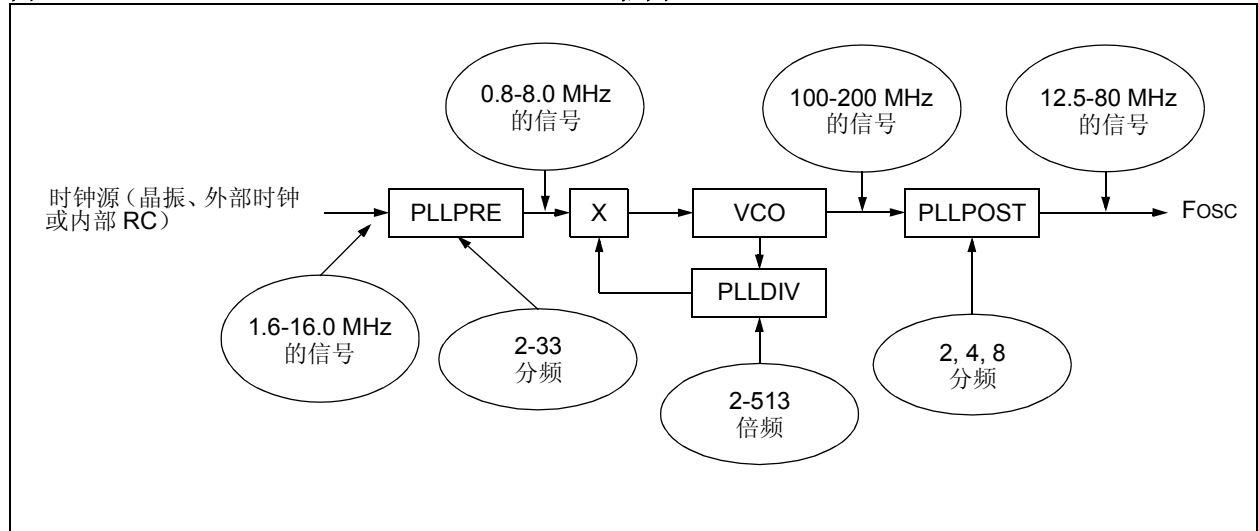 0.8-8.0 MHz
的信号
100-200 MHz
的信号
12.5-80 MHz
的信号
时钟源（晶振、外部时钟
或内部 RC）
PLLPRE
X
VCO
PLLPOST
FOSC
PLLDIV
1.6-16.0 MHz
的信号
2-33
分频
2-513
倍频
2, 4, 8
分频